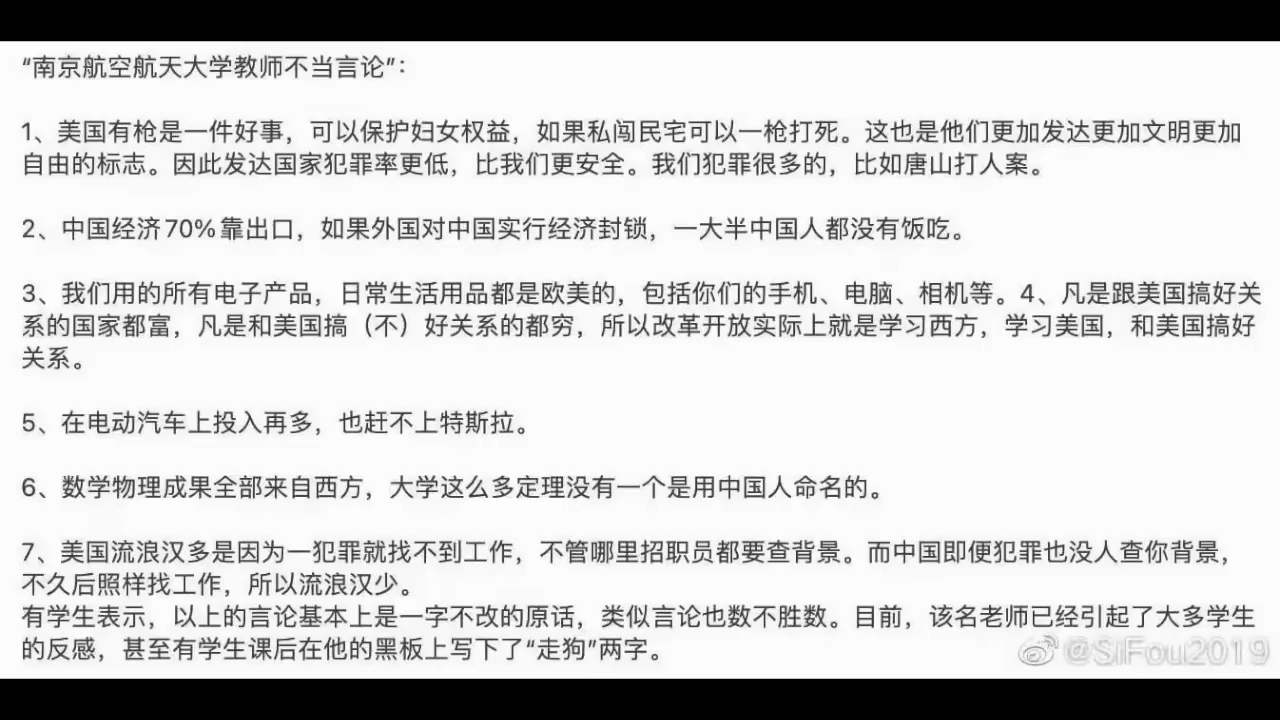 “南京航空航天大学教师不当言论”：
1、美国有枪是一件好事，可以保护妇女权益，如果私闯民宅可以一枪打死。这也是他们更加发达更加文明更加
自由的标志。因此发达国家犯罪率更低，比我们更安全。我们犯罪很多的，比如唐山打人案。
2、中国经济70%靠出口，如果外国对中国实行经济封锁，一大半中国人都没有饭吃。
3、我们用的所有电子产品，日常生活用品都是欧美的，包括你们的手机、电脑、相机等。4、凡是跟美国搞好关
系的国家都富，凡是和美国搞（不）好关系的都穷，所以改革开放实际上就是学习西方，学习美国，和美国搞好
关系。
5、在电动汽车上投入再多，也赶不上特斯拉。
6、数学物理成果全部来自西方，大学这么多定理没有一个是用中国人命名的。
7、美国流浪汉多是因为一犯罪就找不到工作，不管哪里招职员都要查背景。而中国即便犯罪也没人查你背景，
不久后照样找工作，所以流浪汉少。
有学生表示，以上的言论基本上是一字不改的原话，类似言论也数不胜数。目前，该名老师已经引起了大多学生
的反感，甚至有学生课后在他的黑板上写下了“走狗”两字。
@SiFou2019